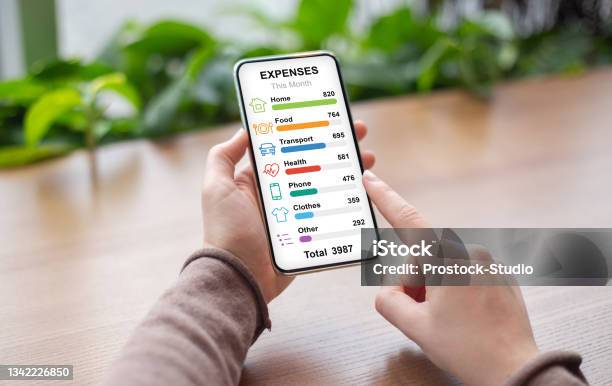 EXPENSES
This Month
Home 820
Food 764
Transport 695
Health 581
Phone 476
Clothes 359
Other 292
Total 3987
iStock
Credit: Prostock-Studio
1342226850